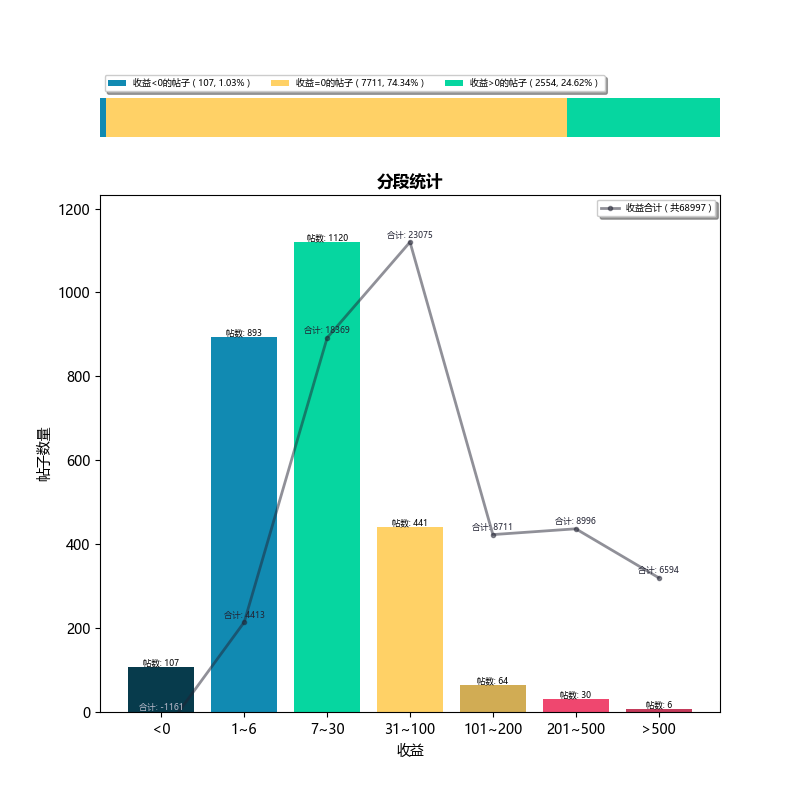 收益<0的帖子 ( 107, 1.03% ) 收益=0的帖子 ( 7711, 74.34% ) 收益>0的帖子 ( 2554, 24.62% )
分段统计
收益合计 ( 共68997 )
1200
1000
800
600
400
200
0
帖子数量
帖数: 107
帖数: 893
帖数: 1120
帖数: 441
帖数: 64
帖数: 30
帖数: 6
合计: -1161
合计: 4413
合计: 18369
合计: 23075
合计: 8711
合计: 8996
合计: 6594
<0 1~6 7~30 31~100 101~200 201~500 >500
收益